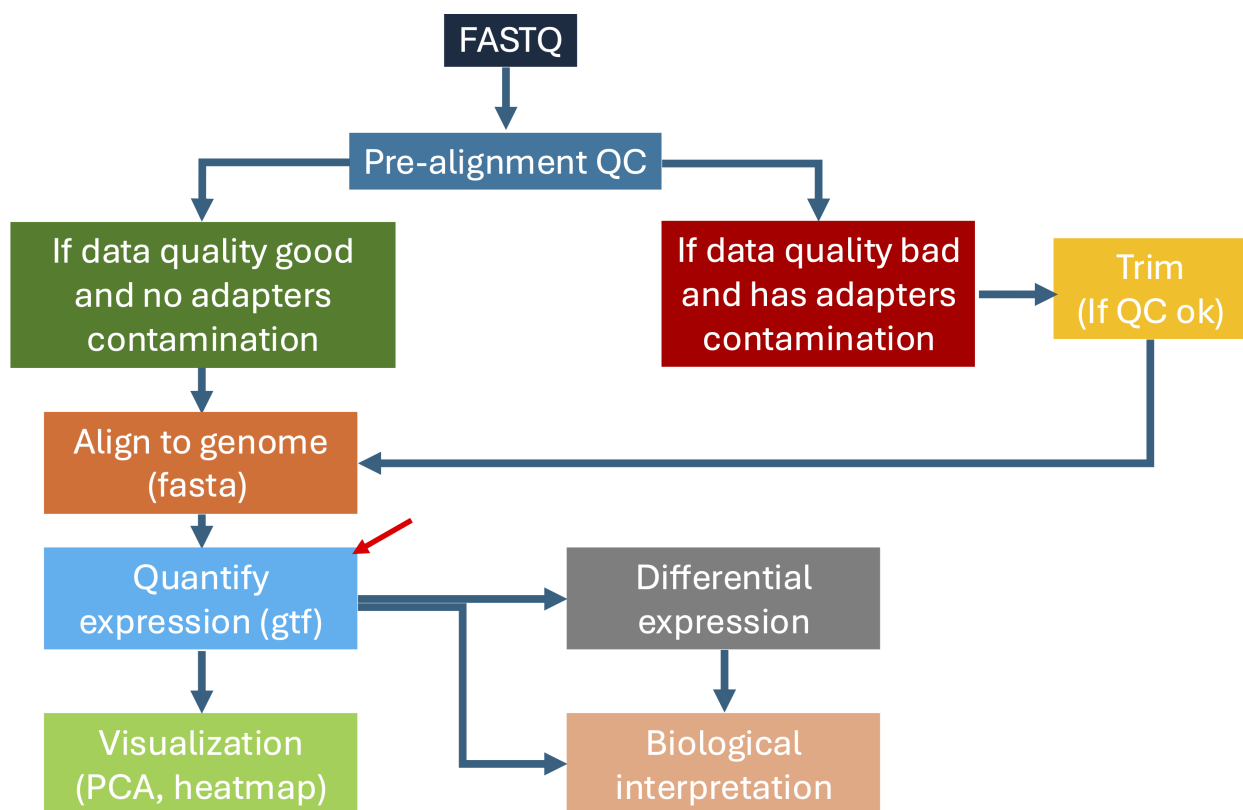 FASTQ
Pre-alignment QC
If data quality good
and no adapters
contamination
If data quality bad
and has adapters
contamination
Trim
(If QC ok)
Align to genome
(fasta)
Quantify
expression (gtf)
Differential
expression
Visualization
(PCA, heatmap)
Biological
interpretation